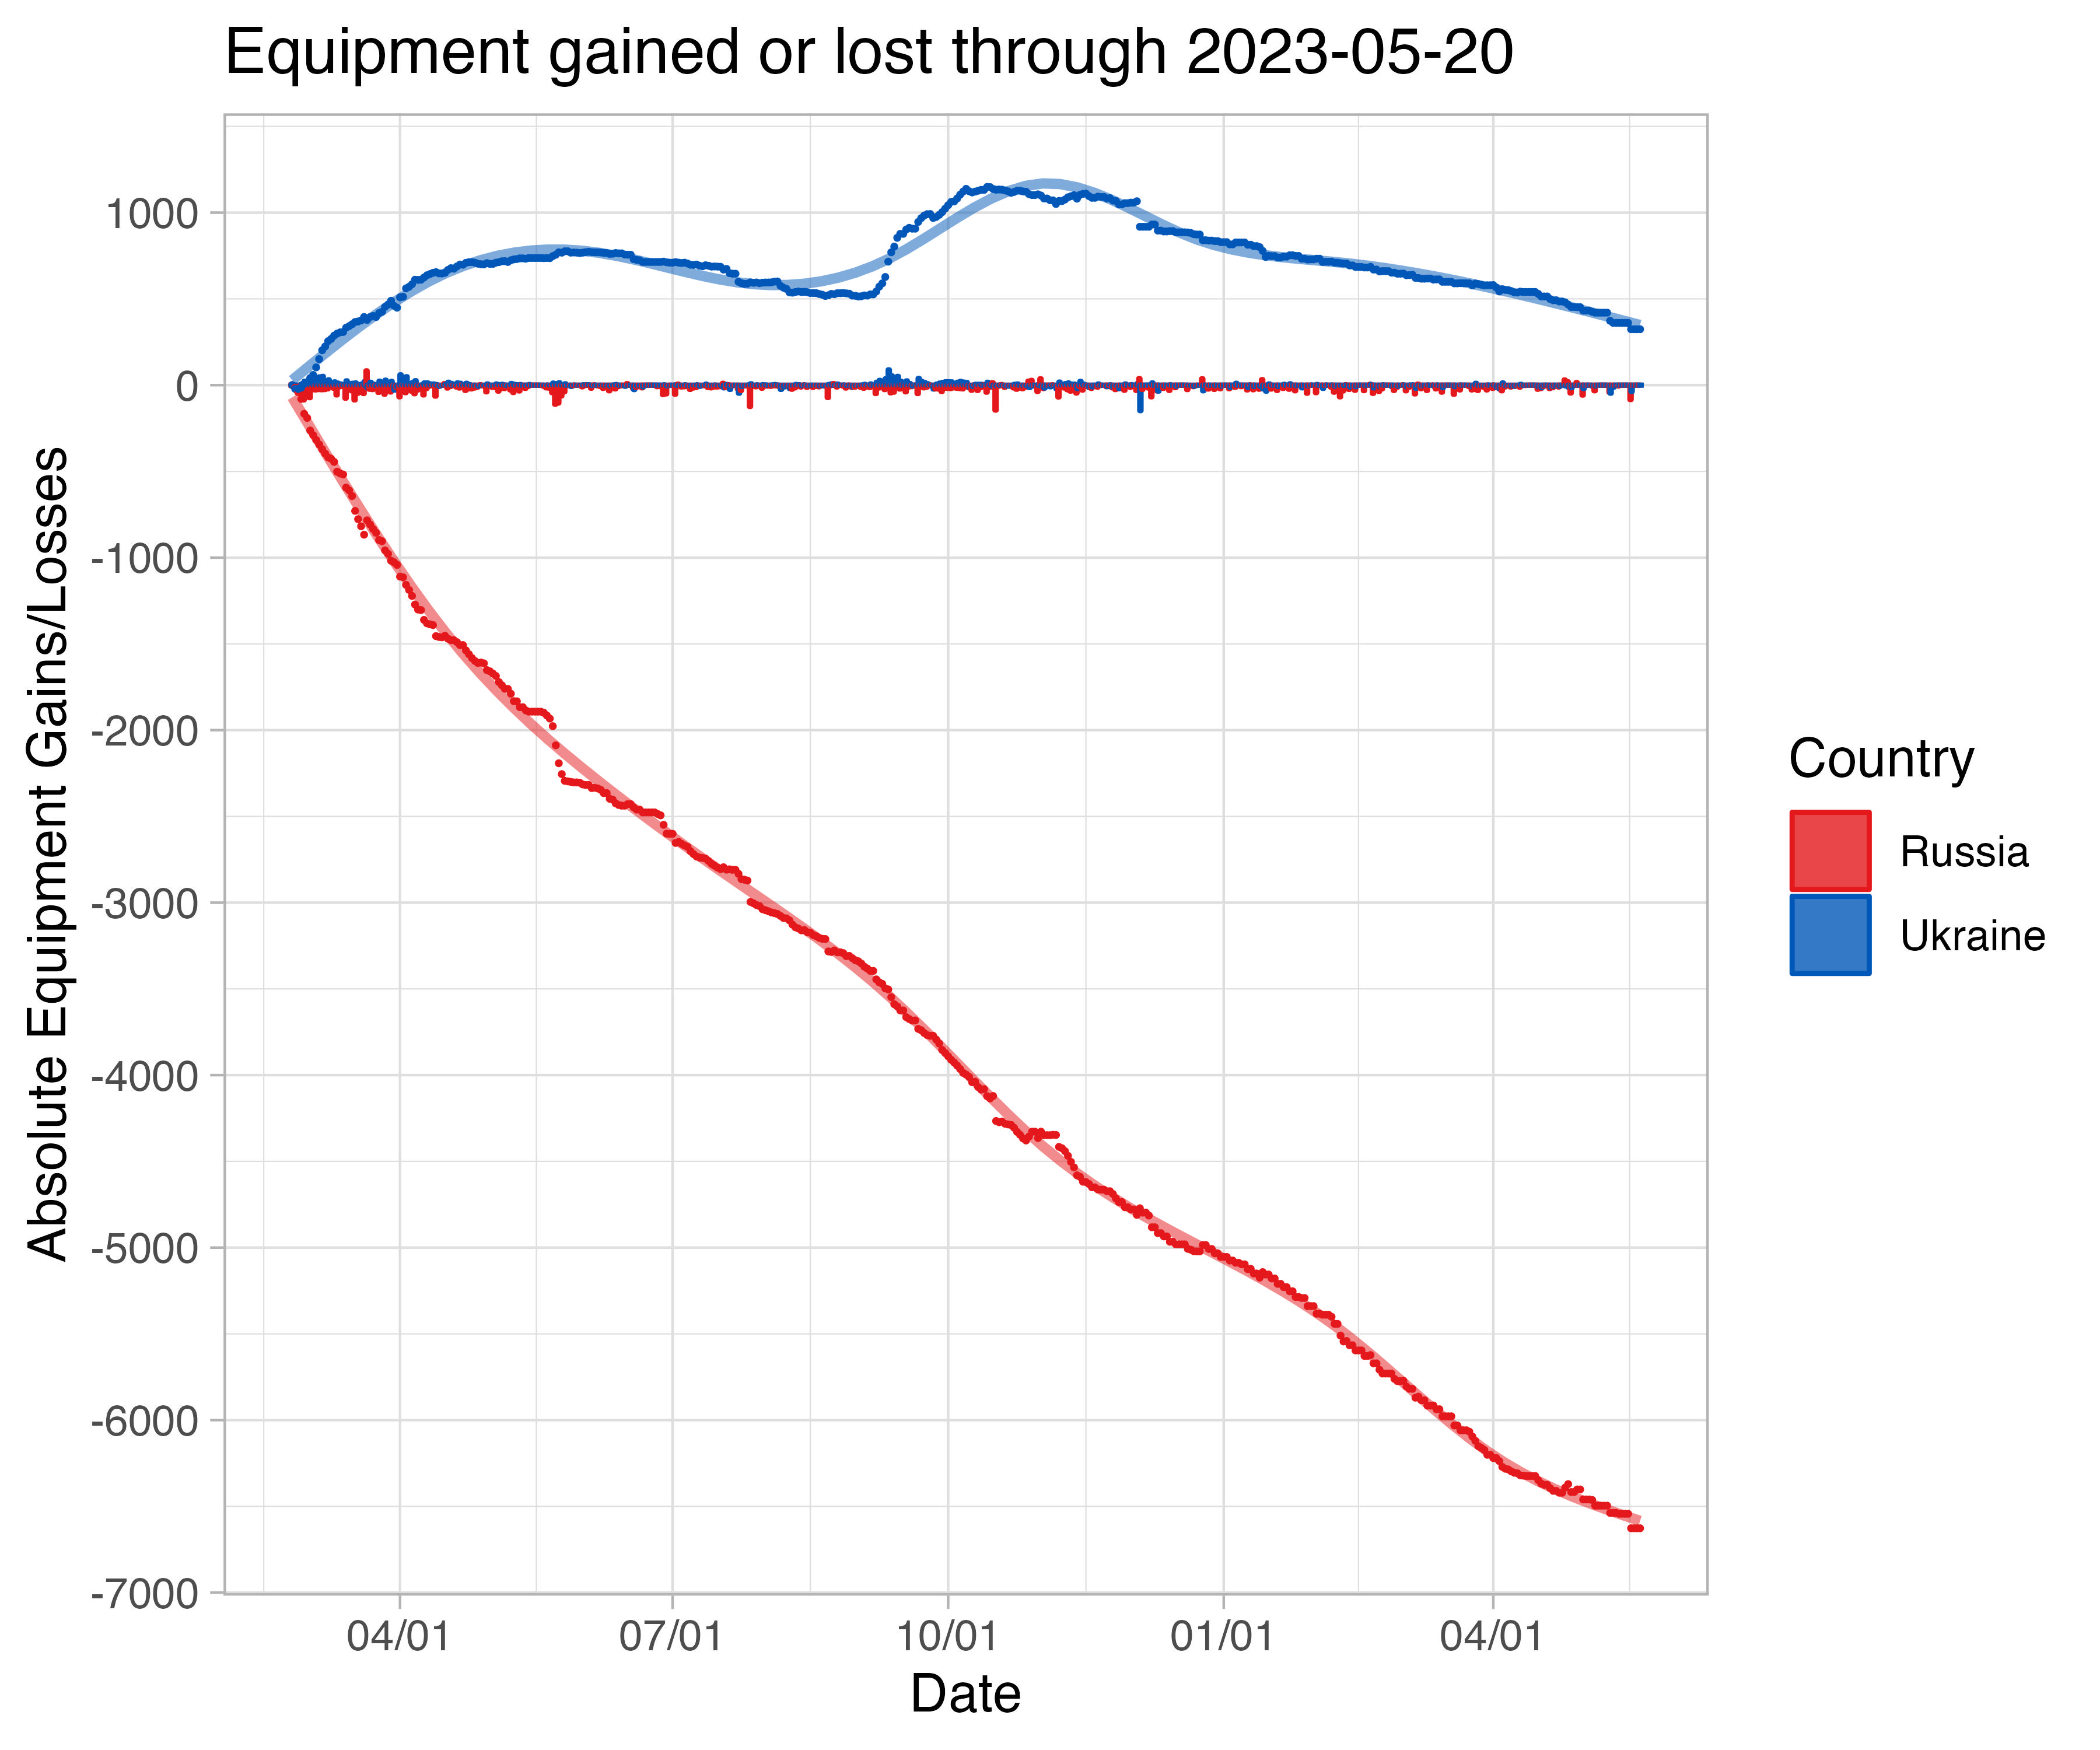 Equipment gained or lost through 2023-05-20
Absolute Equipment Gains/Losses
1000
0
-1000
-2000
-3000
-4000
-5000
-6000
-7000
04/01 07/01 10/01 01/01 04/01
Date
Country
Russia
Ukraine